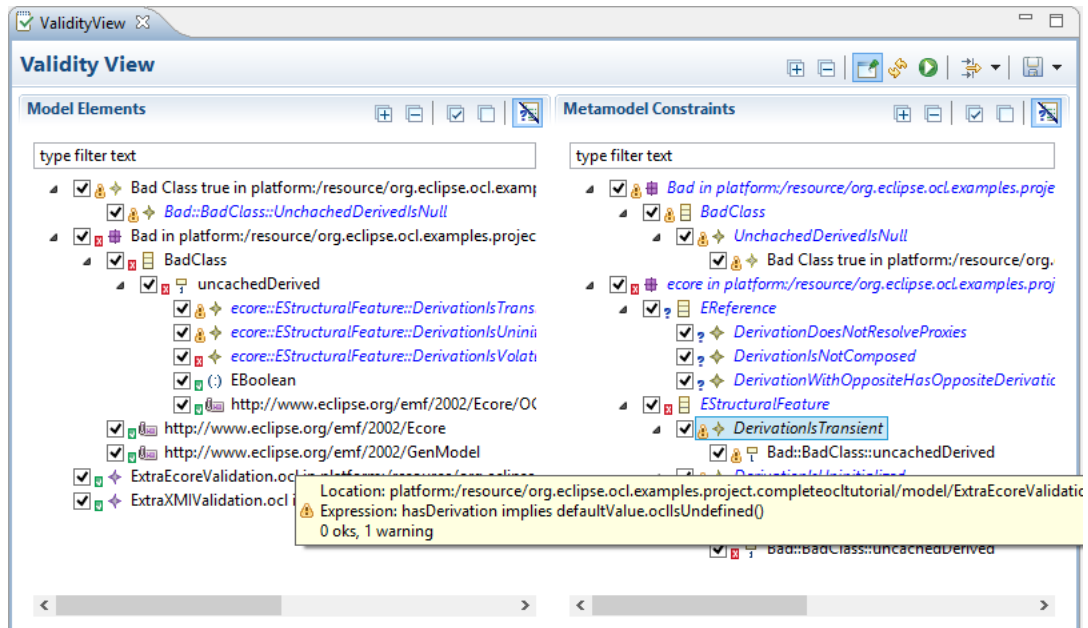 ValidityView
Validity View
Model Elements
type filter text
Bad Class true in platform:/resource/org.eclipse.ocl.examp
Bad::BadClass::UnchachedDerivedIsNull
Bad in platform:/resource/org.eclipse.ocl.examples.projec
BadClass
uncachedDerived
ecore::EStructuralFeature::DerivationIsTrans
ecore::EStructuralFeature::DerivationIsUninit
ecore::EStructuralFeature::DerivationIsVolati
(:) EBoolean
http://www.eclipse.org/emf/2002/Ecore/OC
http://www.eclipse.org/emf/2002/Ecore
http://www.eclipse.org/emf/2002/GenModel
ExtraEcoreValidation.ocl in platform:/resource/org.eclipse
ExtraXMIValidation.ocl i
Metamodel Constraints
type filter text
Bad in platform:/resource/org.eclipse.ocl.examples.proje
BadClass
UnchachedDerivedIsNull
Bad Class true in platform:/resource/org.
ecore in platform:/resource/org.eclipse.ocl.examples.proj
EReference
DerivationDoesNotResolveProxies
DerivationIsNotComposed
DerivationWithOppositeHasOppositeDerivatic
EStructuralFeature
DerivationIsTransient
Bad::BadClass::uncachedDerived
DerivationIsUninitialized
Location: platform:/resource/org.eclipse.ocl.examples.project.completeocltutorial/model/ExtraEcoreValidatio
Expression: hasDerivation implies defaultValue.oclIsUndefined()
0 oks, 1 warning
Bad::BadClass::uncachedDerived